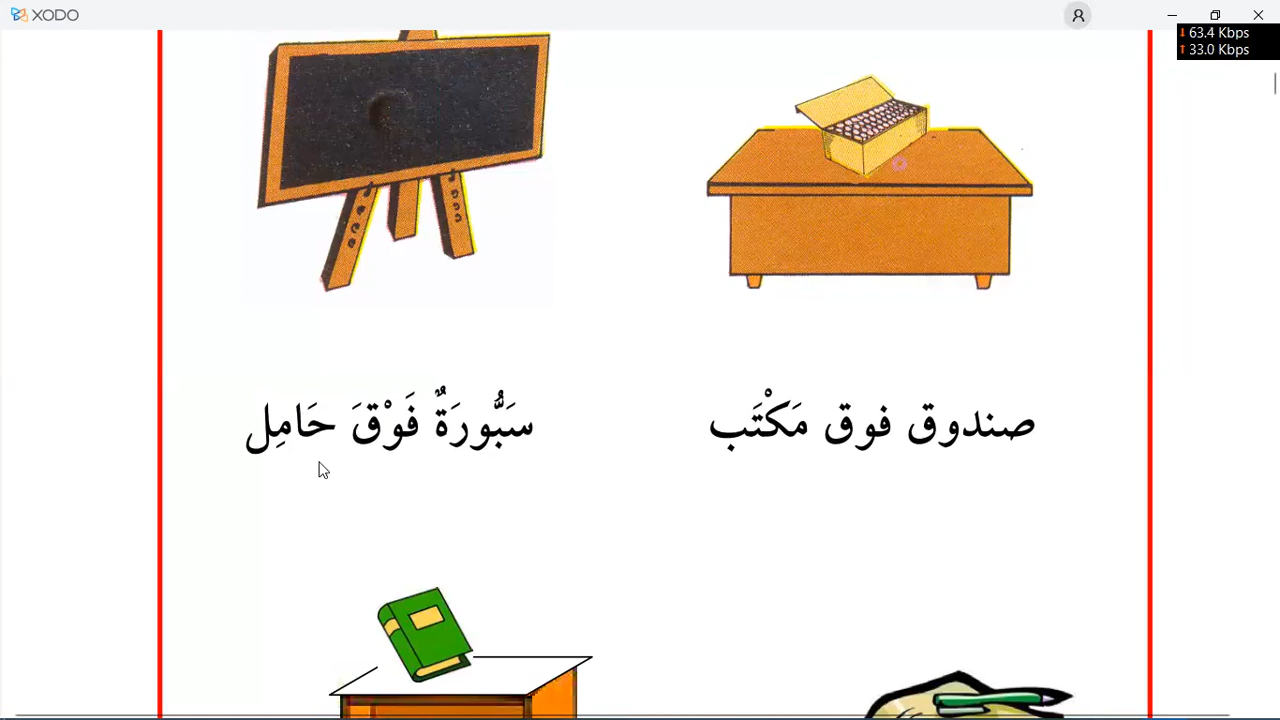 XODO
63.4 Kbps
33.0 Kbps
صندوق فوق مَكْتَب
سَبُّورَةٌ فَوْقَ حَامِل